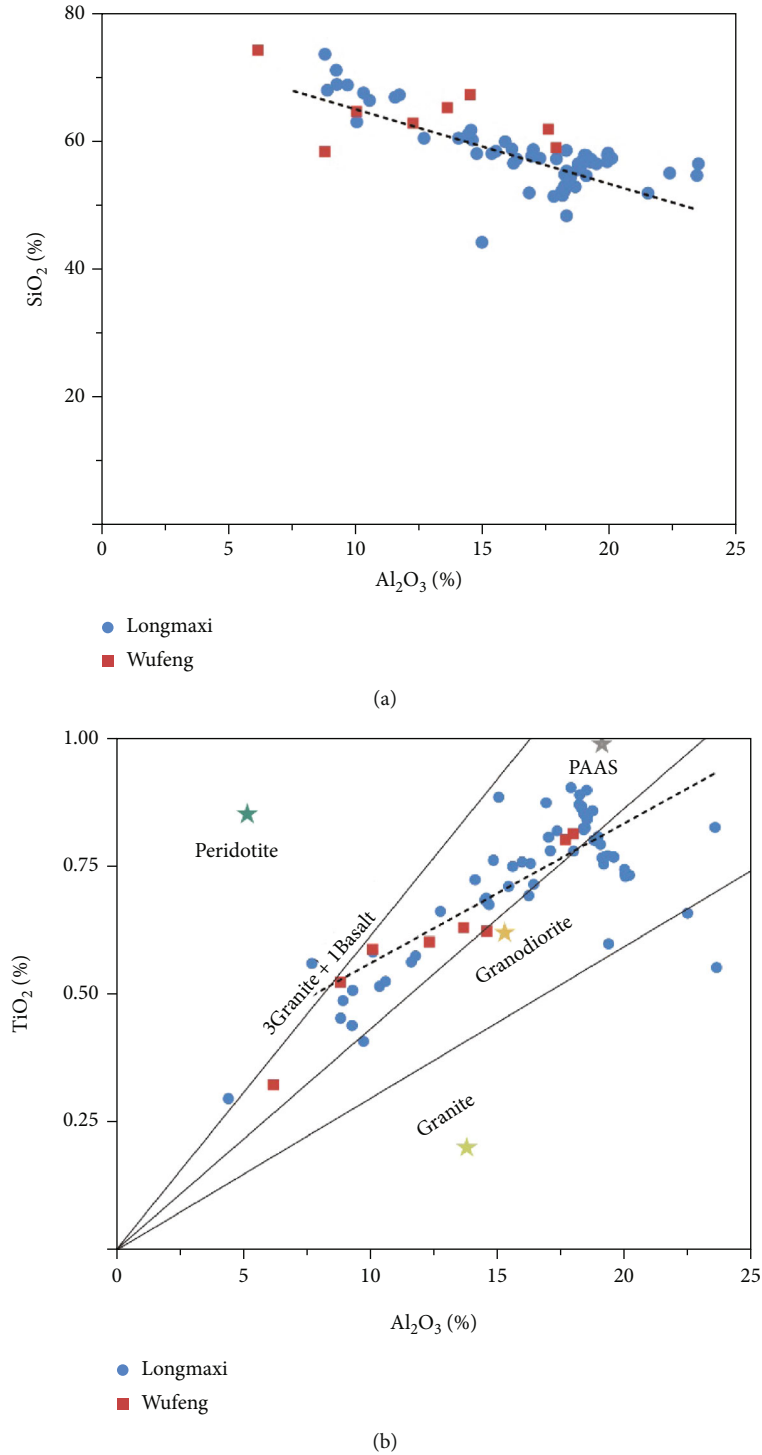 80
60
40
20
SiO₂ (%)
0 5 10 15 20 25
Al₂O₃ (%)
Longmaxi
Wufeng
(a)
1.00
0.75
0.50
0.25
TiO₂ (%)
PAAS
Peridotite
3Granite + 1Basalt
Granodiorite
Granite
0 5 10 15 20 25
Al₂O₃ (%)
Longmaxi
Wufeng
(b)